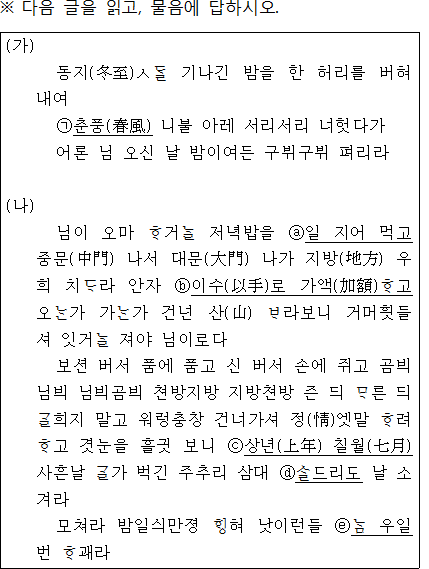 ※ 다음 글을 읽고, 물음에 답하시오.
(가)
동지(冬至)ㅅᄃᆞᆯ 기나긴 밤을 한 허리를 버혀
내여
㉠춘풍(春風) 니불 아레 서리서리 너헛다가
어론 님 오신 날 밤이여든 구뷔구뷔 펴리라
(나)
님이 오마 ᄒᆞ거ᄂᆞᆯ 저녁밥을 ⓐ일 지어 먹고
중문(中門) 나서 대문(大門) 나가 지방(地方) 우
희 치ᄃᆞ라 안자 ⓑ이수(以手)로 가액(加額)ᄒᆞ고
오ᄂᆞᆫ가 가ᄂᆞᆫ가 건넌 산(山) ᄇᆞ라보니 거머횟들
셔 잇거ᄂᆞᆯ 져야 님이로다
보션 버서 품에 품고 신 버서 손에 쥐고 곰븨
님븨 님븨곰븨 쳔방지방 지방쳔방 즌 듸 ᄆᆞ른 듸
ᄀᆞᆯ희지 말고 워렁충창 건너가셔 정(情)엣말 ᄒᆞ려
ᄒᆞ고 겻눈을 흘긧 보니 ⓒ상년(上年) 칠월(七月)
사흔날 ᄀᆞᆯ가 벅긴 주추리 삼대 ⓓᄉᆞᆯ드리도 날 소
겨라
모쳐라 밤일싀만졍 ᄒᆡᆼ혀 낫이런들 ⓔᄂᆞᆷ 우일
번 ᄒᆞ괘라